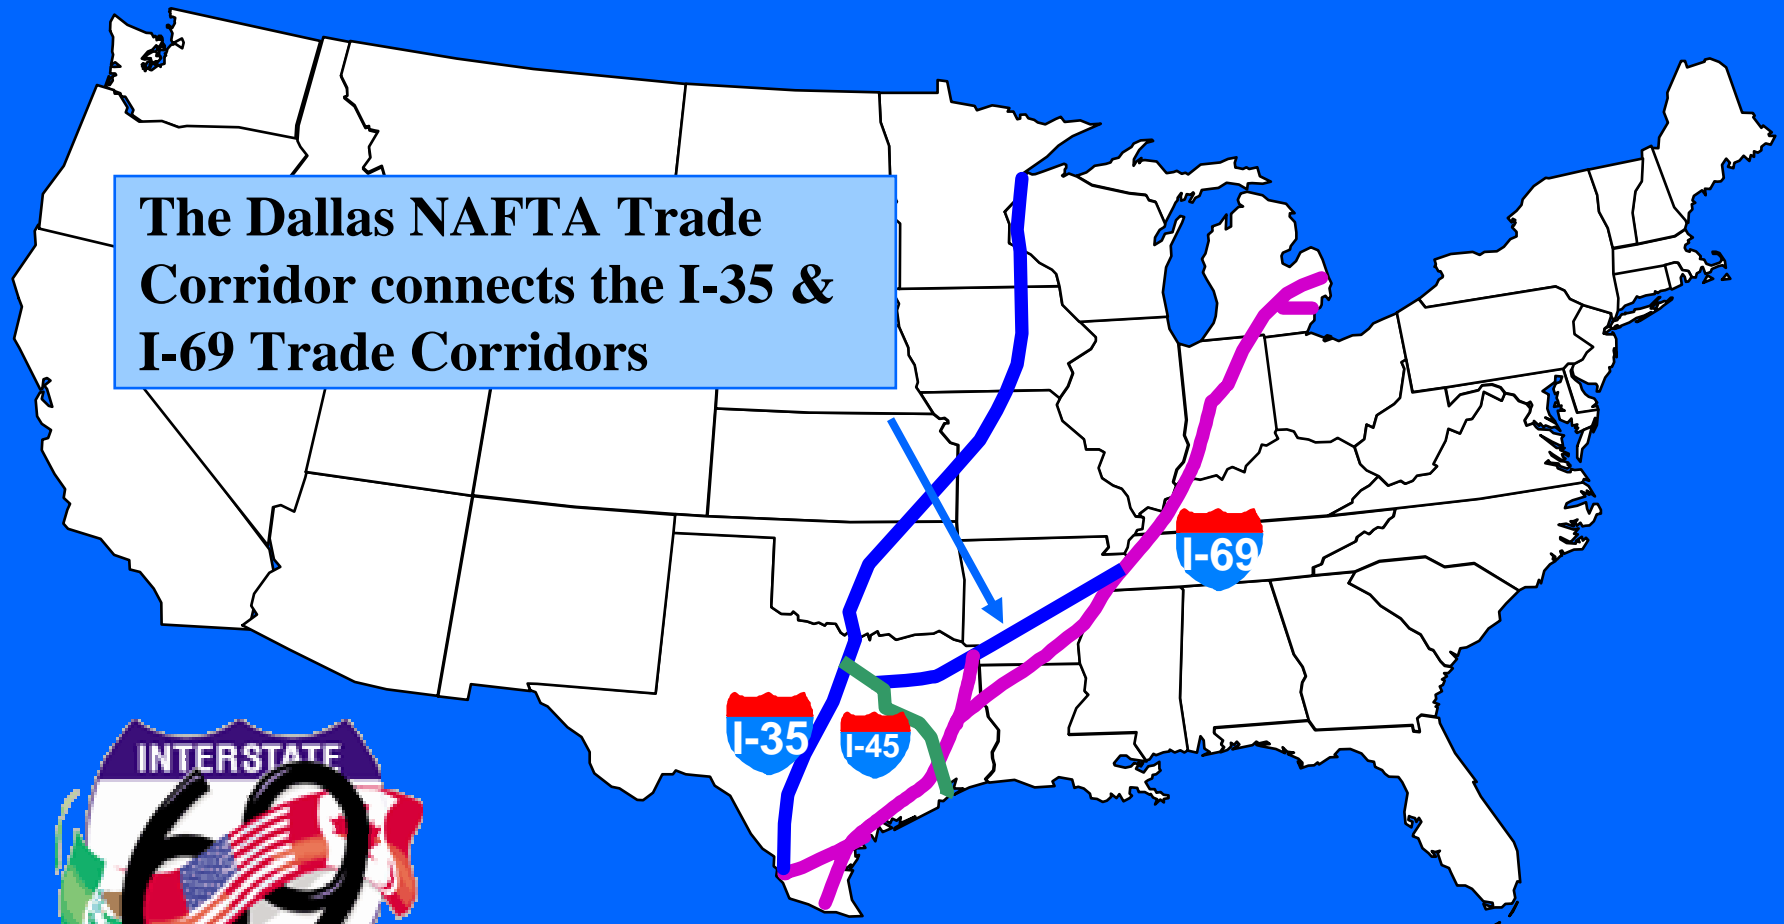 The Dallas NAFTA Trade
Corridor connects the I-35 &
I-69 Trade Corridors
I-69
I-35
I-45
INTERSTATE
69